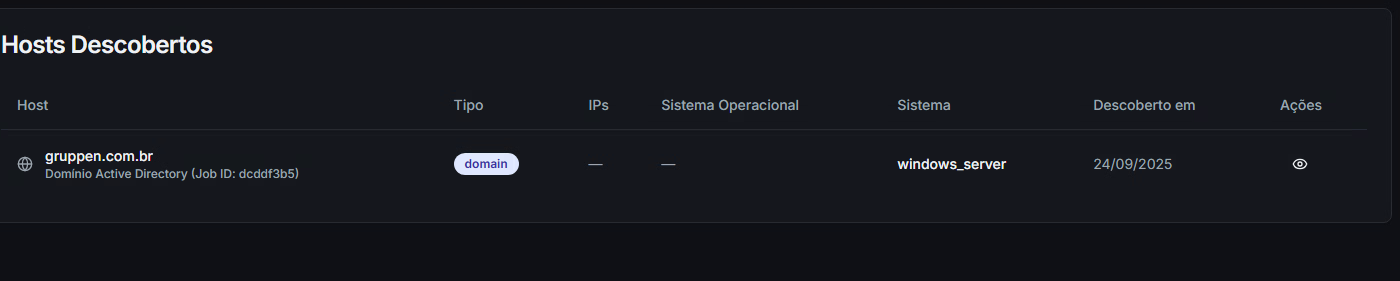 Hosts Descobertos
Host Tipo IPs Sistema Operacional Sistema Descoberto em Ações
gruppen.com.br
Domínio Active Directory (Job ID: dcddf3b5)
domain — — windows_server 24/09/2025